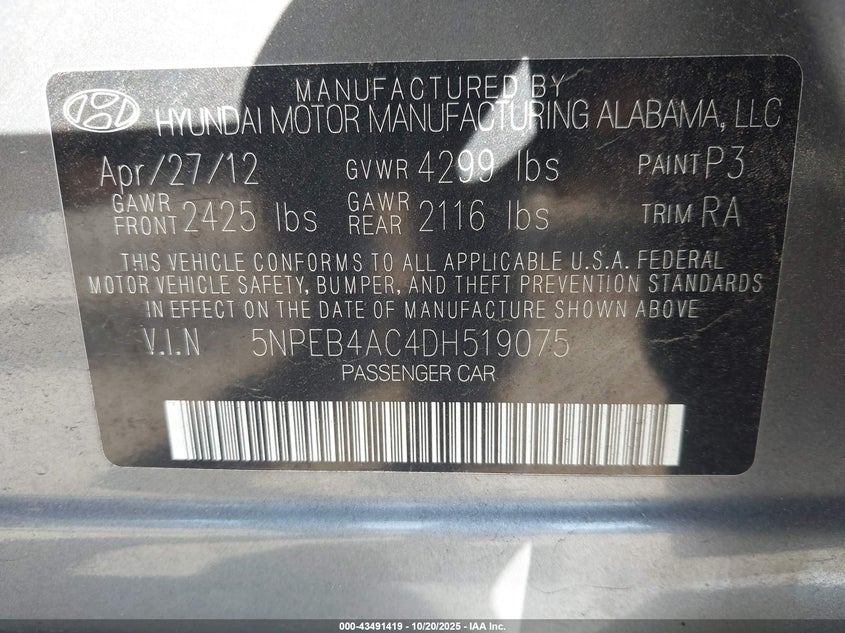 MANUFACTURED BY
HYUNDAI MOTOR MANUFACTURING ALABAMA, LLC
Apr/27/12 GVWR 4299 lbs PAINT P3
GAWR FRONT 2425 lbs GAWR REAR 2116 lbs TRIM RA
THIS VEHICLE CONFORMS TO ALL APPLICABLE U.S.A. FEDERAL
MOTOR VEHICLE SAFETY, BUMPER, AND THEFT PREVENTION STANDARDS
IN EFFECT ON THE DATE OF MANUFACTURE SHOWN ABOVE
V.I.N 5NPEB4AC4DH519075
PASSENGER CAR
000-43491419 - 10/20/2025 - IAA Inc.